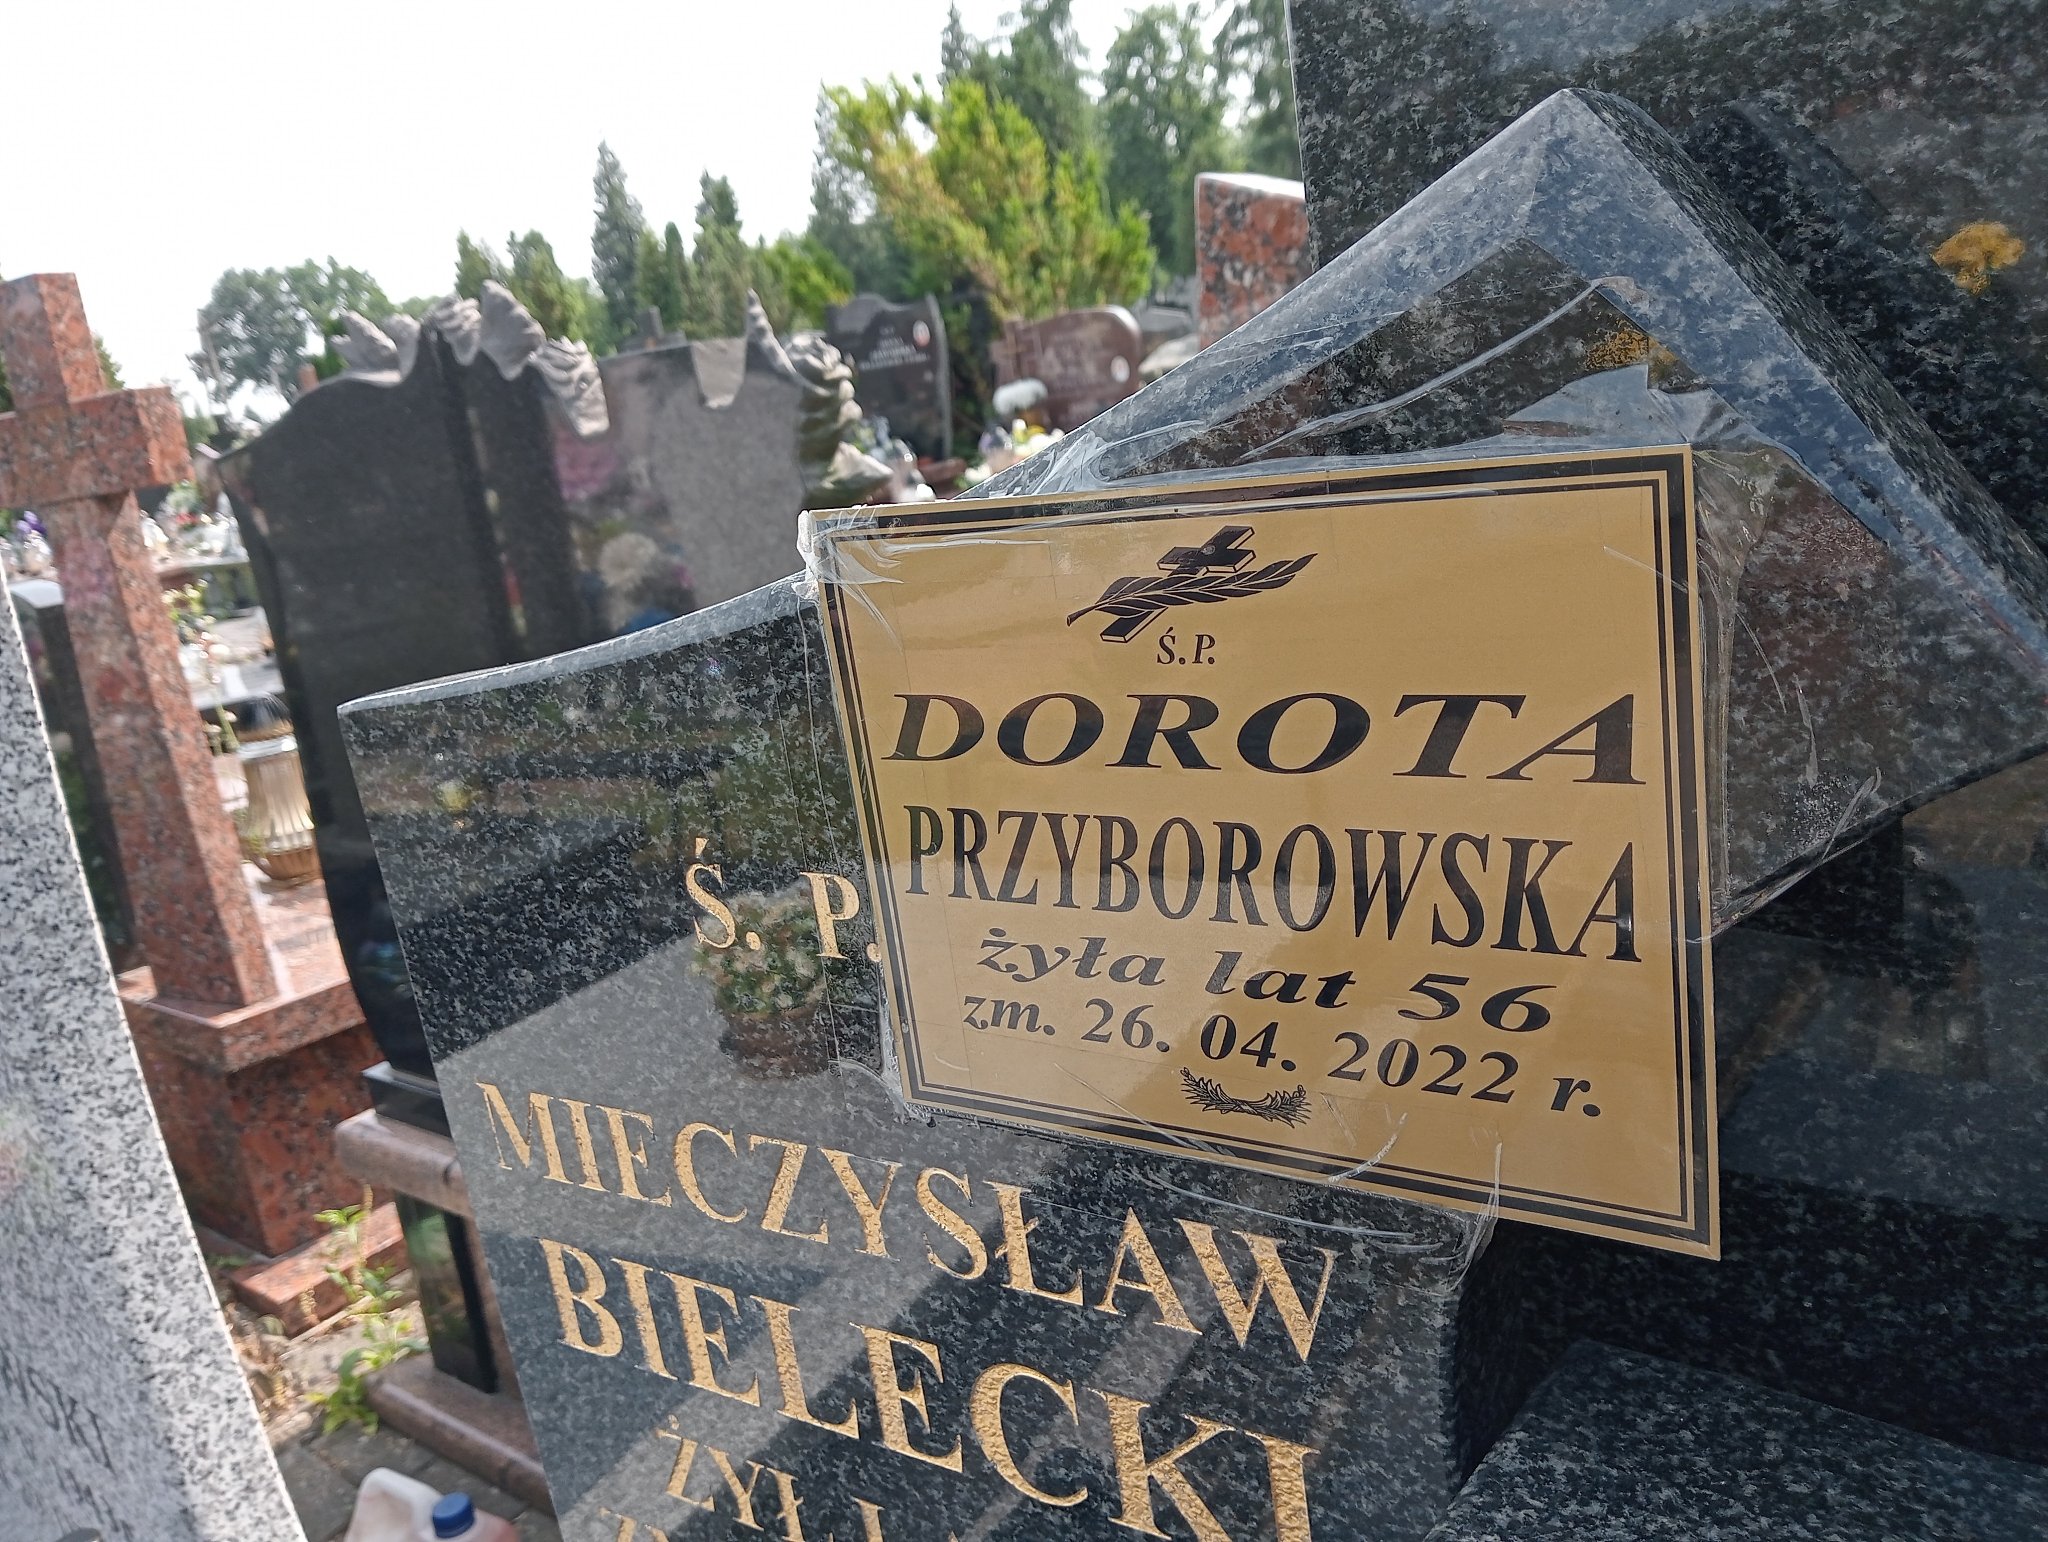 Ś.P.
DOROTA
PRZYBOROWSKA
żyła lat 56
zm. 26. 04. 2022 r.
Ś. P.
MIECZYSŁAW
BIELECKI